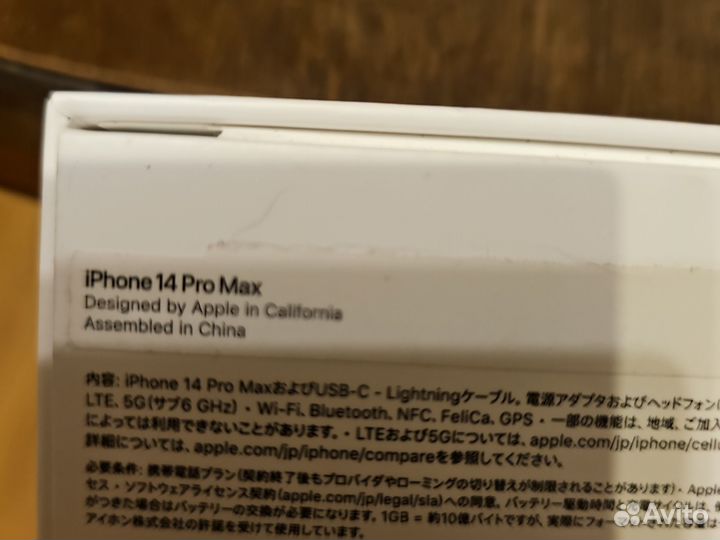 iPhone 14 Pro Max
Designed by Apple in California
Assembled in China
内容: iPhone 14 Pro MaxおよびUSB-C - Lightningケーブル。電源アダプタおよびヘッドフォン
LTE、5G(サブ6 GHz)・Wi-Fi、Bluetooth、NFC、FeliCa、GPS・一部の機能は、地域、ご加入
によっては利用できないことがあります。・LTEおよび5Gについては、apple.com/jp/iphone/cellu
詳細については、apple.com/jp/iphone/compareを参照してください。
必要条件: 携帯電話プラン(契約終了後もプロバイダやローミングの切り替えが制限されることがあります)・Apple
セス・ソフトウェアライセンス契約(apple.com/jp/legal/sla)への同意。バッテリー駆動時間と
がつきた場合はバッテリーの交換が必要になります。1GB = 約10億バイトですが、実際にフォー
アイホン株式会社の許諾を受けて使用しています。
Avito